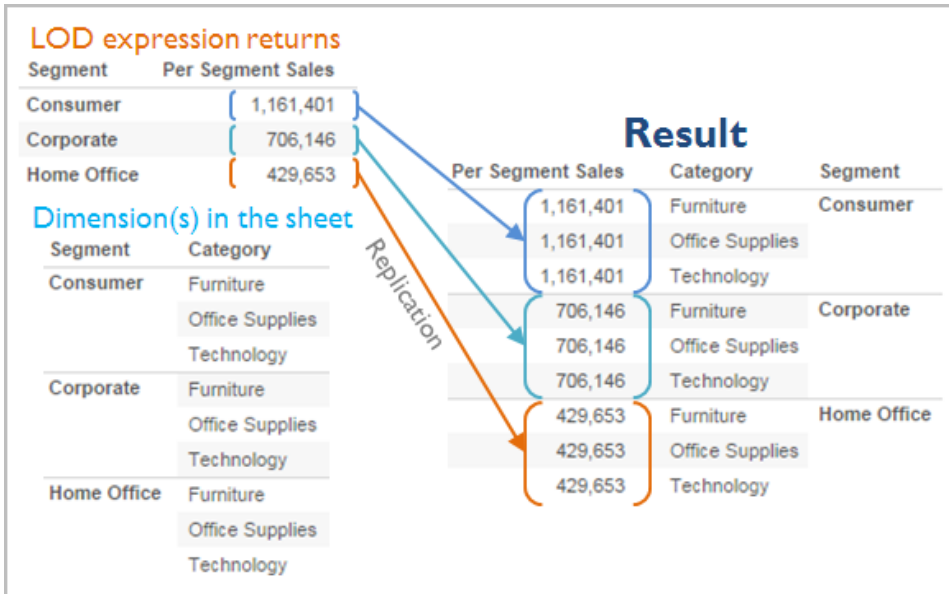 LOD expression returns
Segment Per Segment Sales
Consumer 1,161,401
Corporate 706,146
Home Office 429,653
Dimension(s) in the sheet
Segment Category
Consumer Furniture
Office Supplies
Technology
Corporate Furniture
Office Supplies
Technology
Home Office Furniture
Office Supplies
Technology
Replication
Result
Per Segment Sales Category Segment
1,161,401 Furniture Consumer
1,161,401 Office Supplies
1,161,401 Technology
706,146 Furniture Corporate
706,146 Office Supplies
706,146 Technology
429,653 Furniture Home Office
429,653 Office Supplies
429,653 Technology